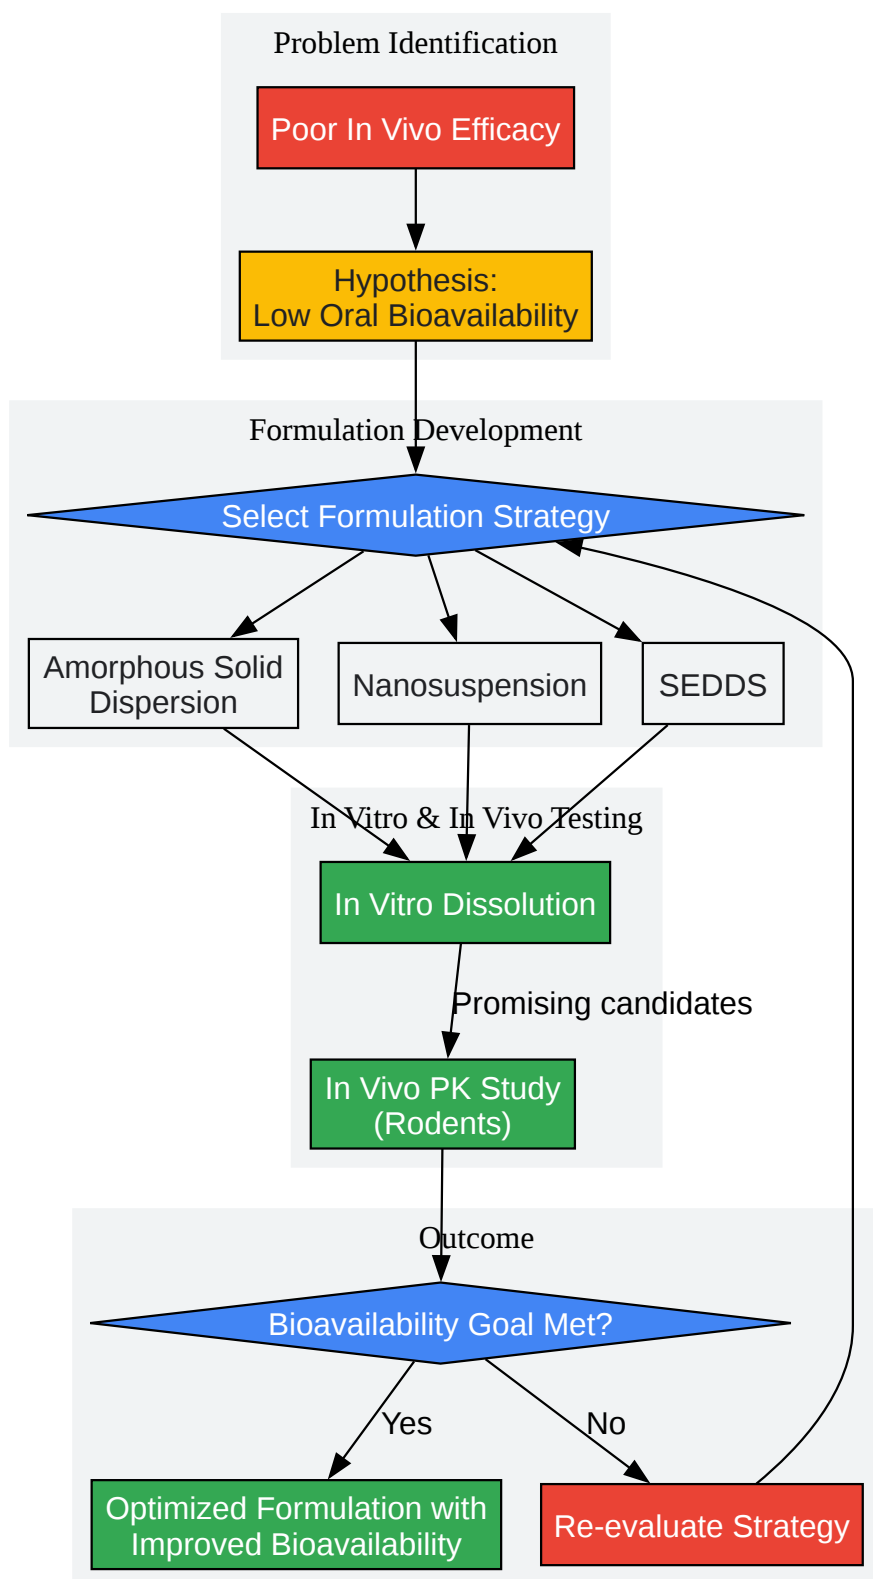 Problem Identification
Poor In Vivo Efficacy
Hypothesis:
Low Oral Bioavailability
Formulation Development
Select Formulation Strategy
Amorphous Solid
Dispersion
Nanosuspension
SEDDS
In Vitro & In Vivo Testing
In Vitro Dissolution
Promising candidates
In Vivo PK Study
(Rodents)
Outcome
Bioavailability Goal Met?
Yes
No
Optimized Formulation with
Improved Bioavailability
Re-evaluate Strategy